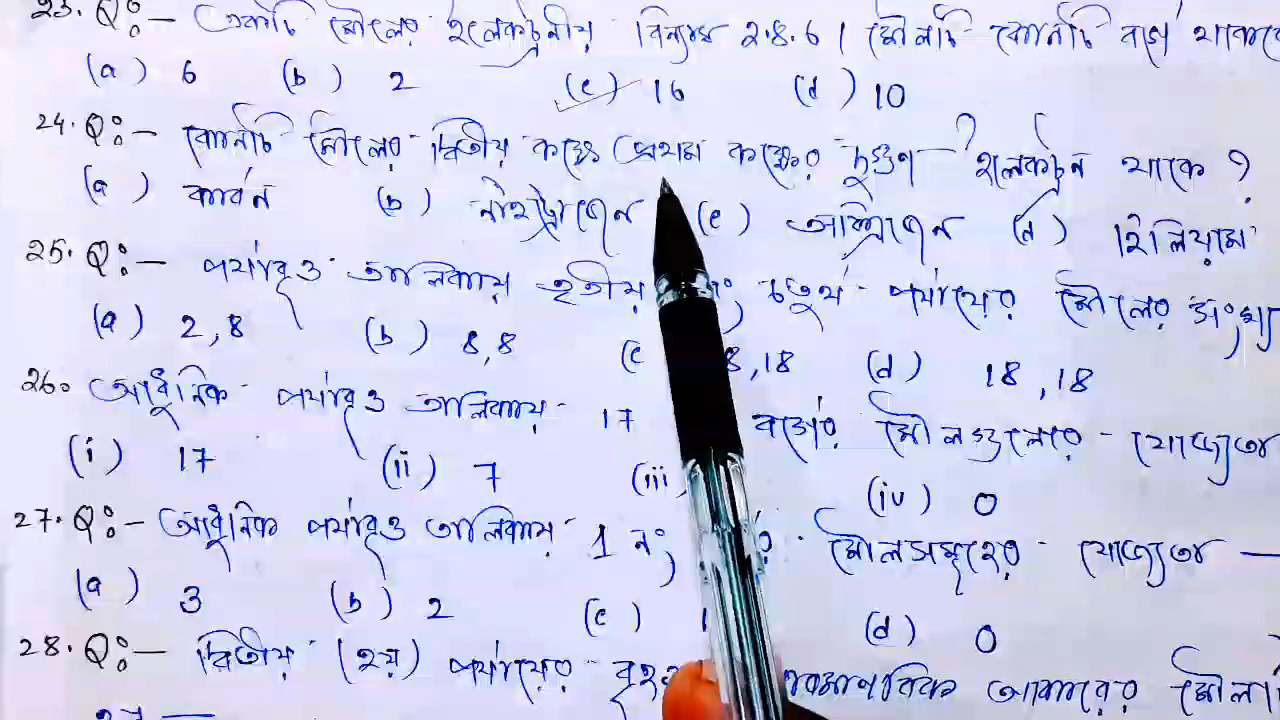 23. Q:— একটি মৌলের ইলেকট্রনীয় বিন্যাস 2.8.6। মৌলটি কোনটি বর্গে থাকবে
(a) 6 (b) 2 (c) 16 (d) 10
24. Q:— কোনটি মৌলের দ্বিতীয় কক্ষে প্রথম কক্ষের দ্বুগুণ ইলেকট্রন থাকে ?
(a) কার্বন (b) নাইট্রোজেন (c) অক্সিজেন (d) হিলিয়াম
25. Q:— পর্যাবৃও তালিকায় তৃতীয় চতুর্থ পর্যায়ের মৌলের সংখ্যা
(a) 2,8 (b) 8,8 (c 8,18 (d) 18,18
26. আধুনিক পর্যাবৃও তালিকায় 17 বর্গের মৌলগুলের যোজ্যতা
(i) 17 (ii) 7 (iii) (iv) 0
27. Q:— আধুনিক পর্যাবৃও তালিকায় 1 নং মৌলসমূহের যোজ্যতা —
(a) 3 (b) 2 (c) 1 (d) 0
28. Q:— দ্বিতীয় (২য়) পর্যায়ের আকারের